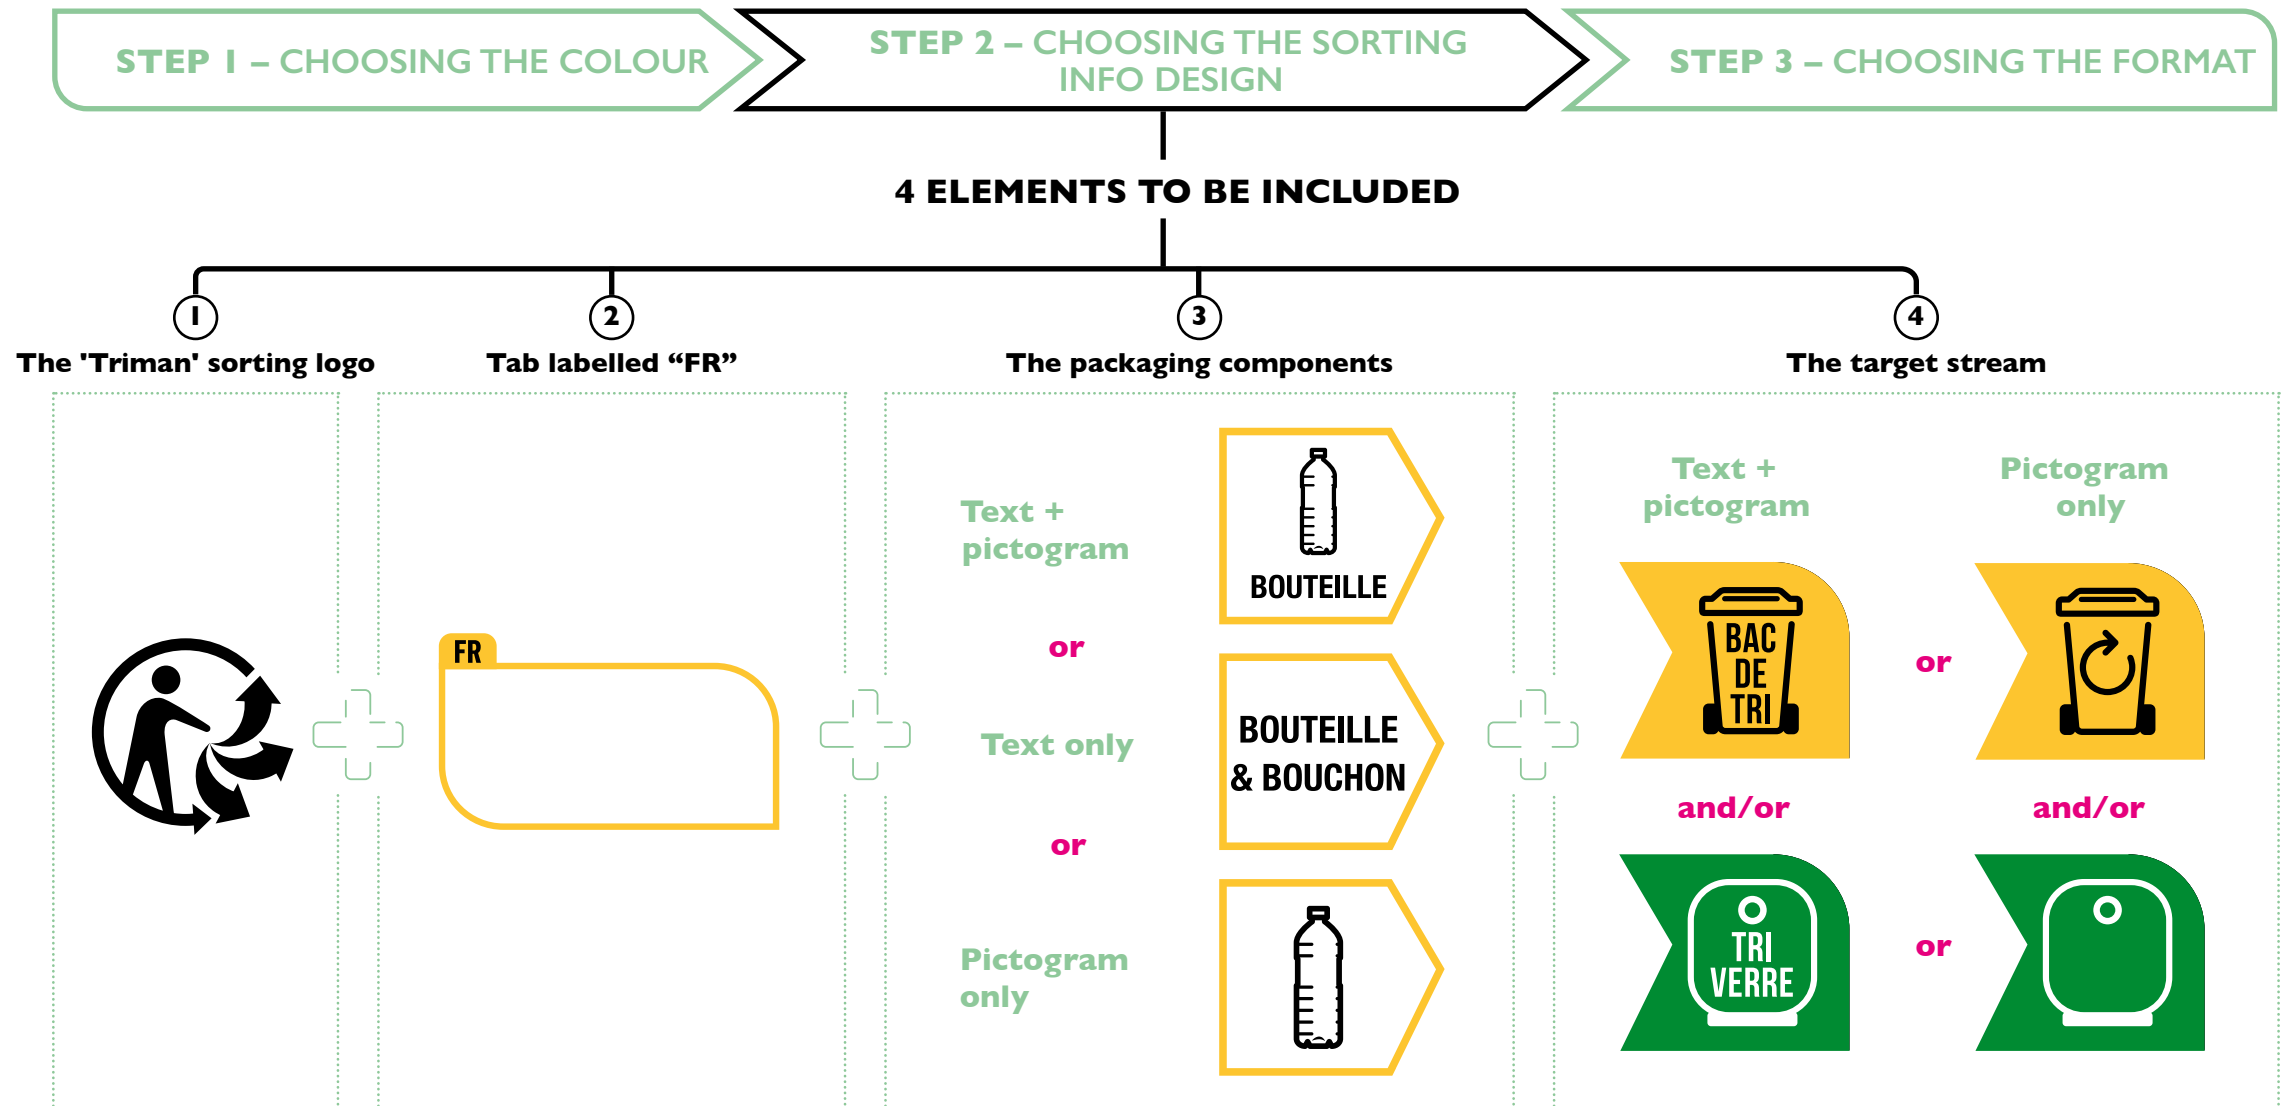 STEP 1 – CHOOSING THE COLOUR
STEP 2 – CHOOSING THE SORTING
INFO DESIGN
STEP 3 – CHOOSING THE FORMAT
4 ELEMENTS TO BE INCLUDED
1
The 'Triman' sorting logo
2
Tab labelled “FR”
3
The packaging components
4
The target stream
FR
Text +
pictogram
BOUTEILLE
or
Text only
BOUTEILLE
& BOUCHON
or
Pictogram
only
Text +
pictogram
Pictogram
only
BAC
DE
TRI
or
and/or
and/or
TRI
VERRE
or